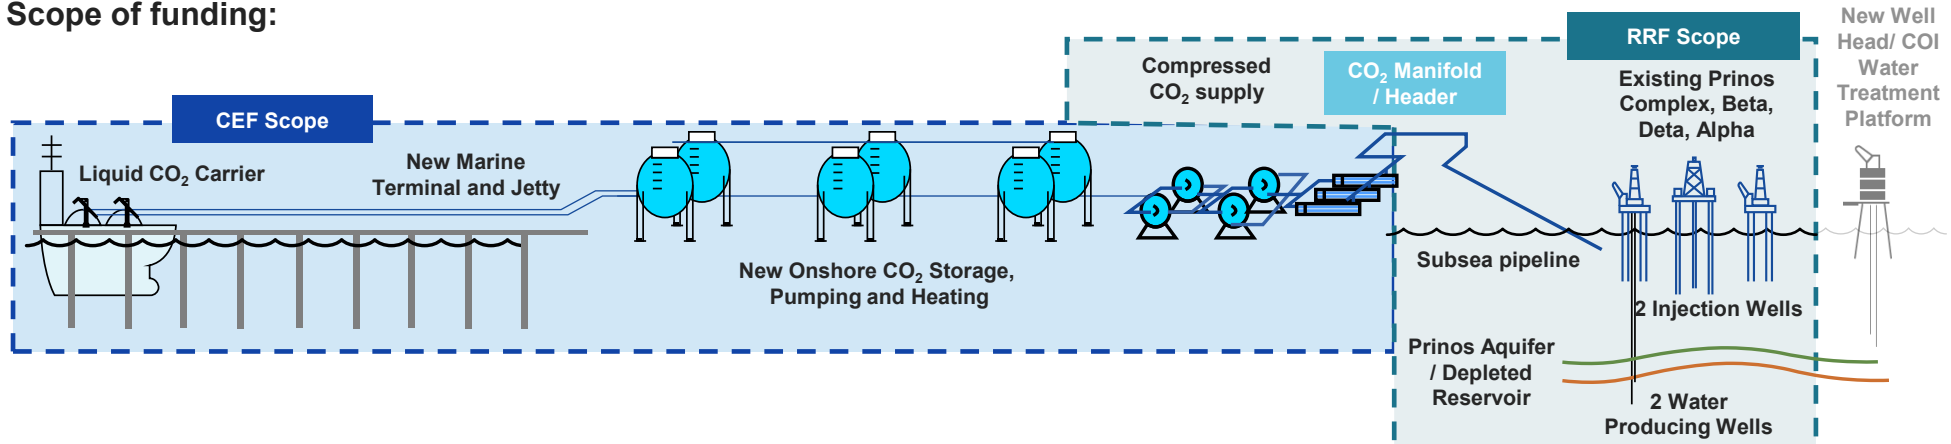 Scope of funding:
CEF Scope
Liquid CO₂ Carrier
New Marine
Terminal and Jetty
New Onshore CO₂ Storage,
Pumping and Heating
Compressed
CO₂ supply
CO₂ Manifold
/ Header
RRF Scope
Existing Prinos
Complex, Beta,
Deta, Alpha
New Well
Head/ COI
Water
Treatment
Platform
Subsea pipeline
2 Injection Wells
Prinos Aquifer
/ Depleted
Reservoir
2 Water
Producing Wells